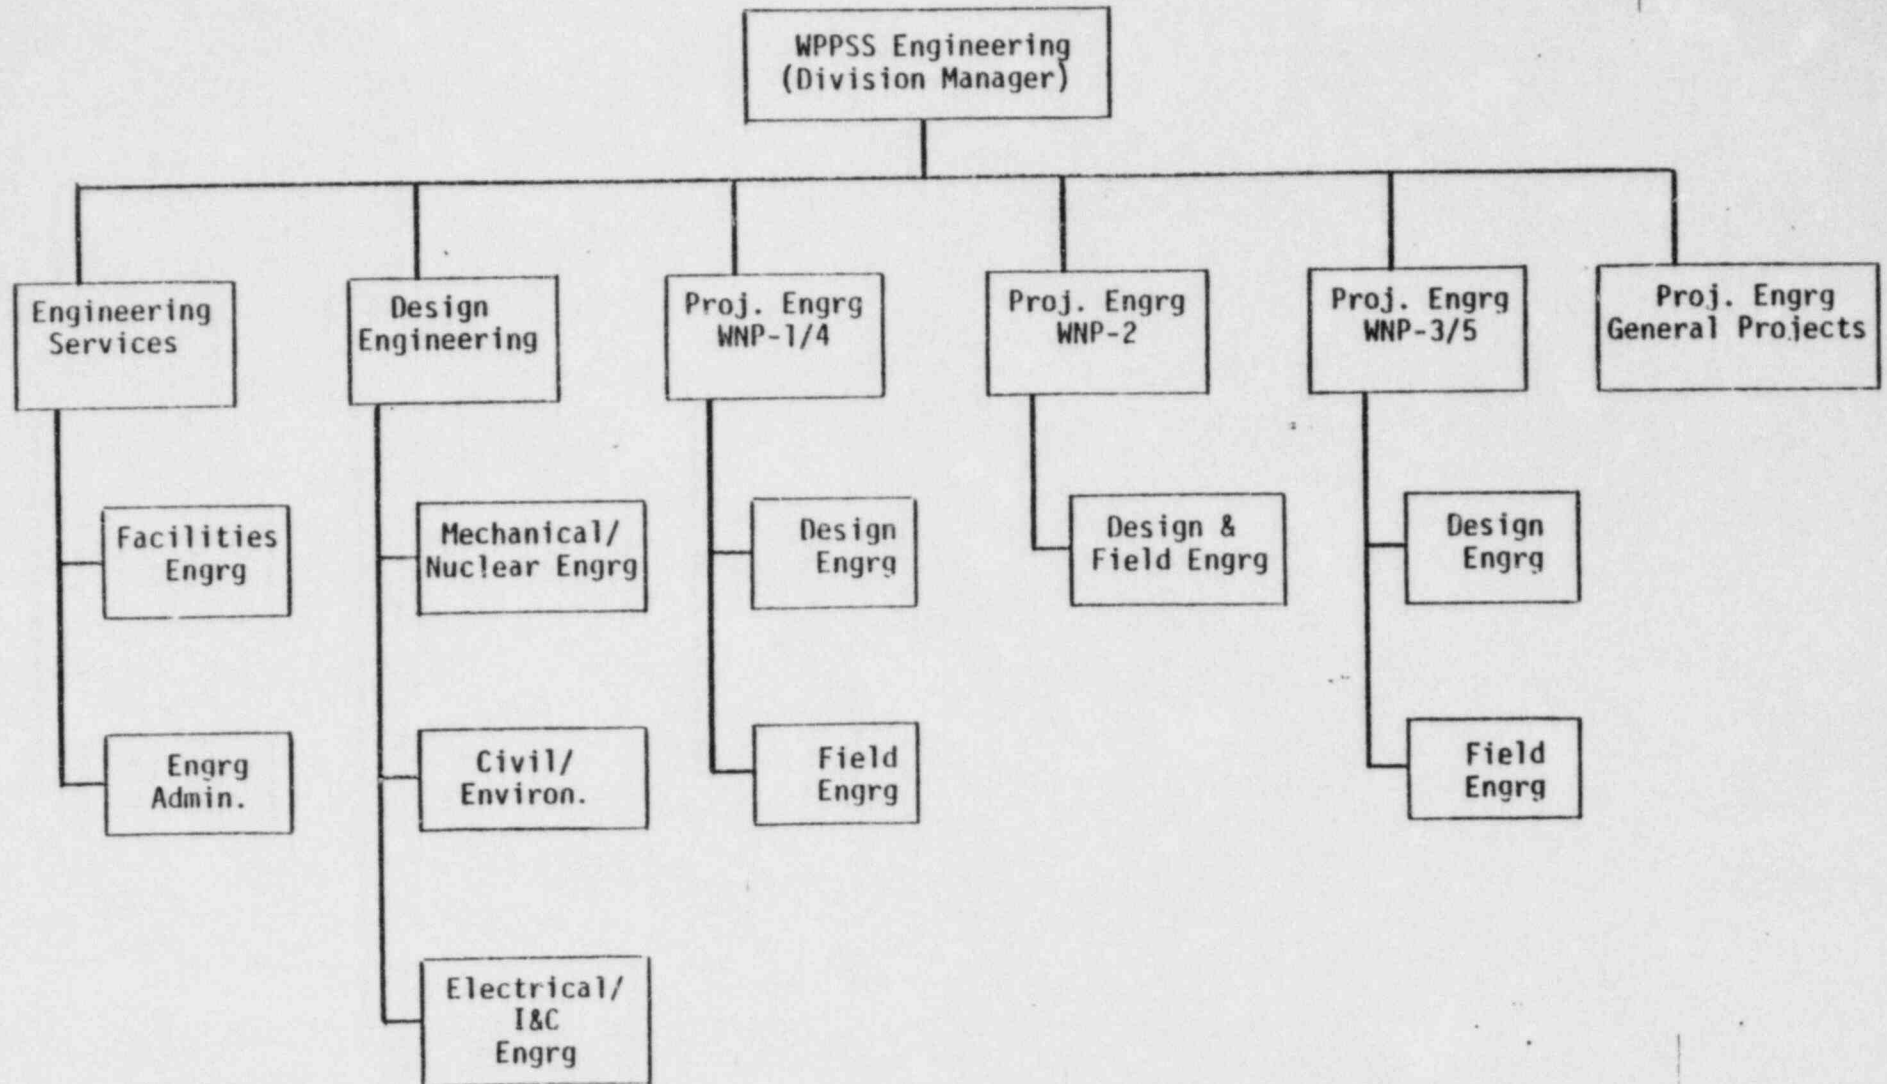 WPPSS Engineering
(Division Manager)
Engineering
Services
Design
Engineering
Proj. Engrg
WNP-1/4
Proj. Engrg
WNP-2
Proj. Engrg
WNP-3/5
Proj. Engrg
General Projects
Facilities
Engrg
Mechanical/
Nuclear Engrg
Design
Engrg
Design &
Field Engrg
Design
Engrg
Engrg
Admin.
Civil/
Environ.
Field
Engrg
Field
Engrg
Electrical/
I&C
Engrg